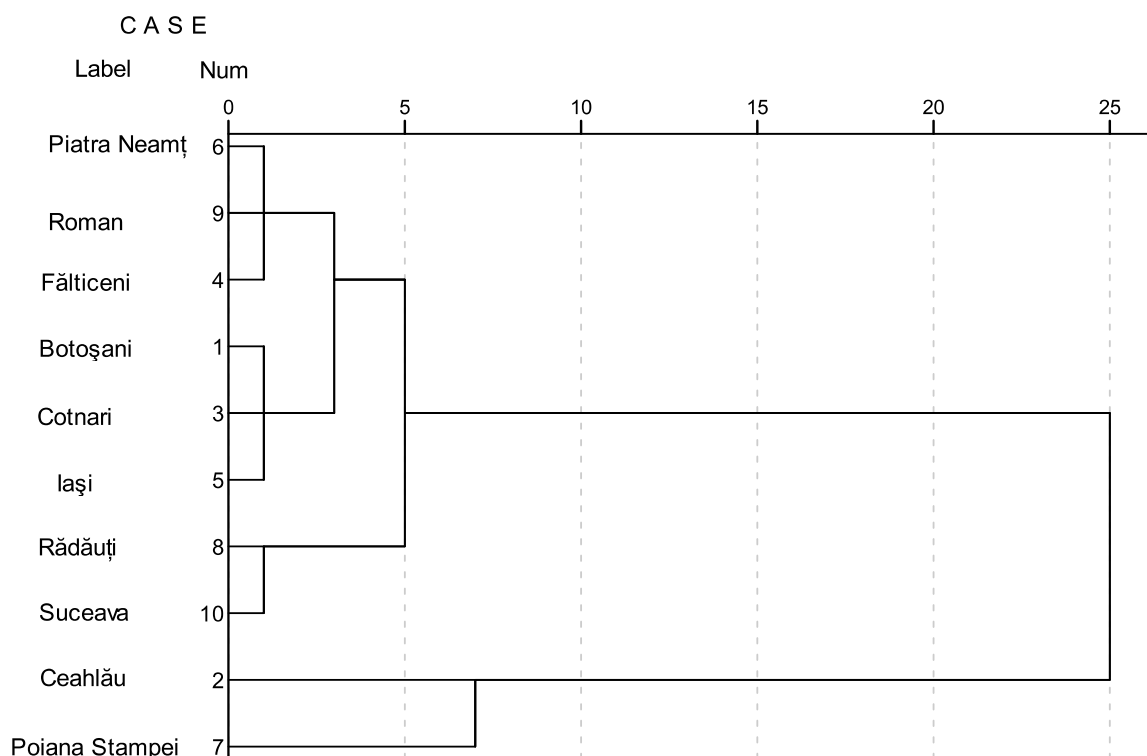 C A S E
Label Num
0 5 10 15 20 25
Piatra Neamț 6
Roman 9
Fălticeni 4
Botoşani 1
Cotnari 3
Iaşi 5
Rădăuți 8
Suceava 10
Ceahlău 2
Poiana Stampei 7